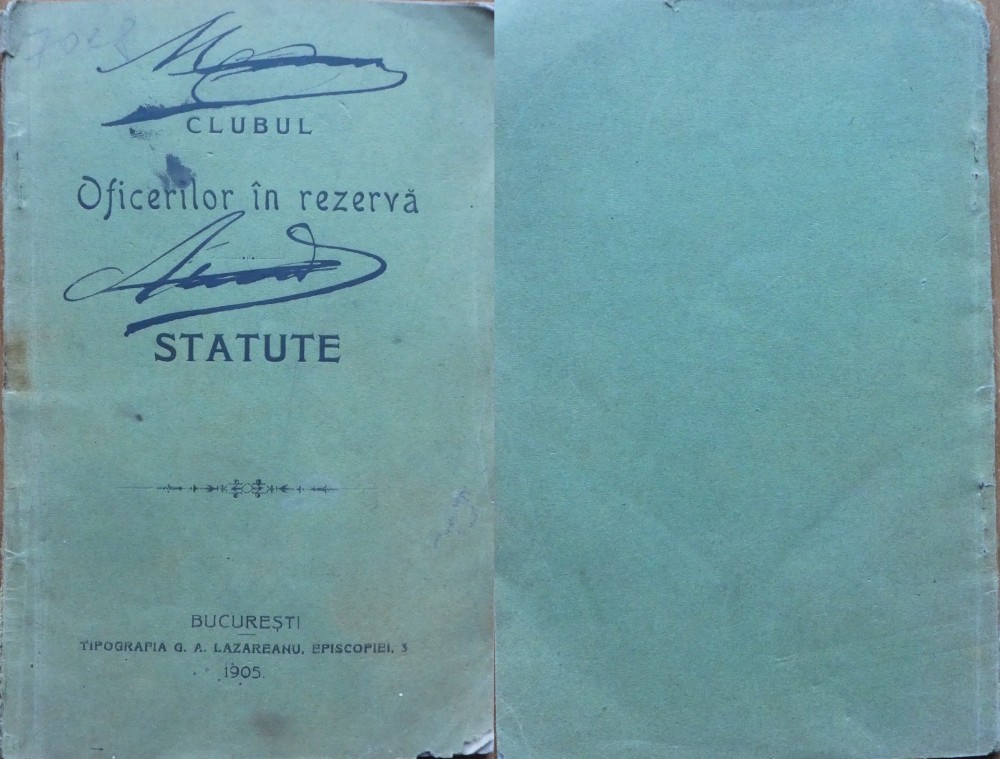 CLUBUL
Oficerilor în rezervă
STATUTE
BUCUREȘTI
TIPOGRAFIA G. A. LAZAREANU, EPISCOPIEI, 3
1905.